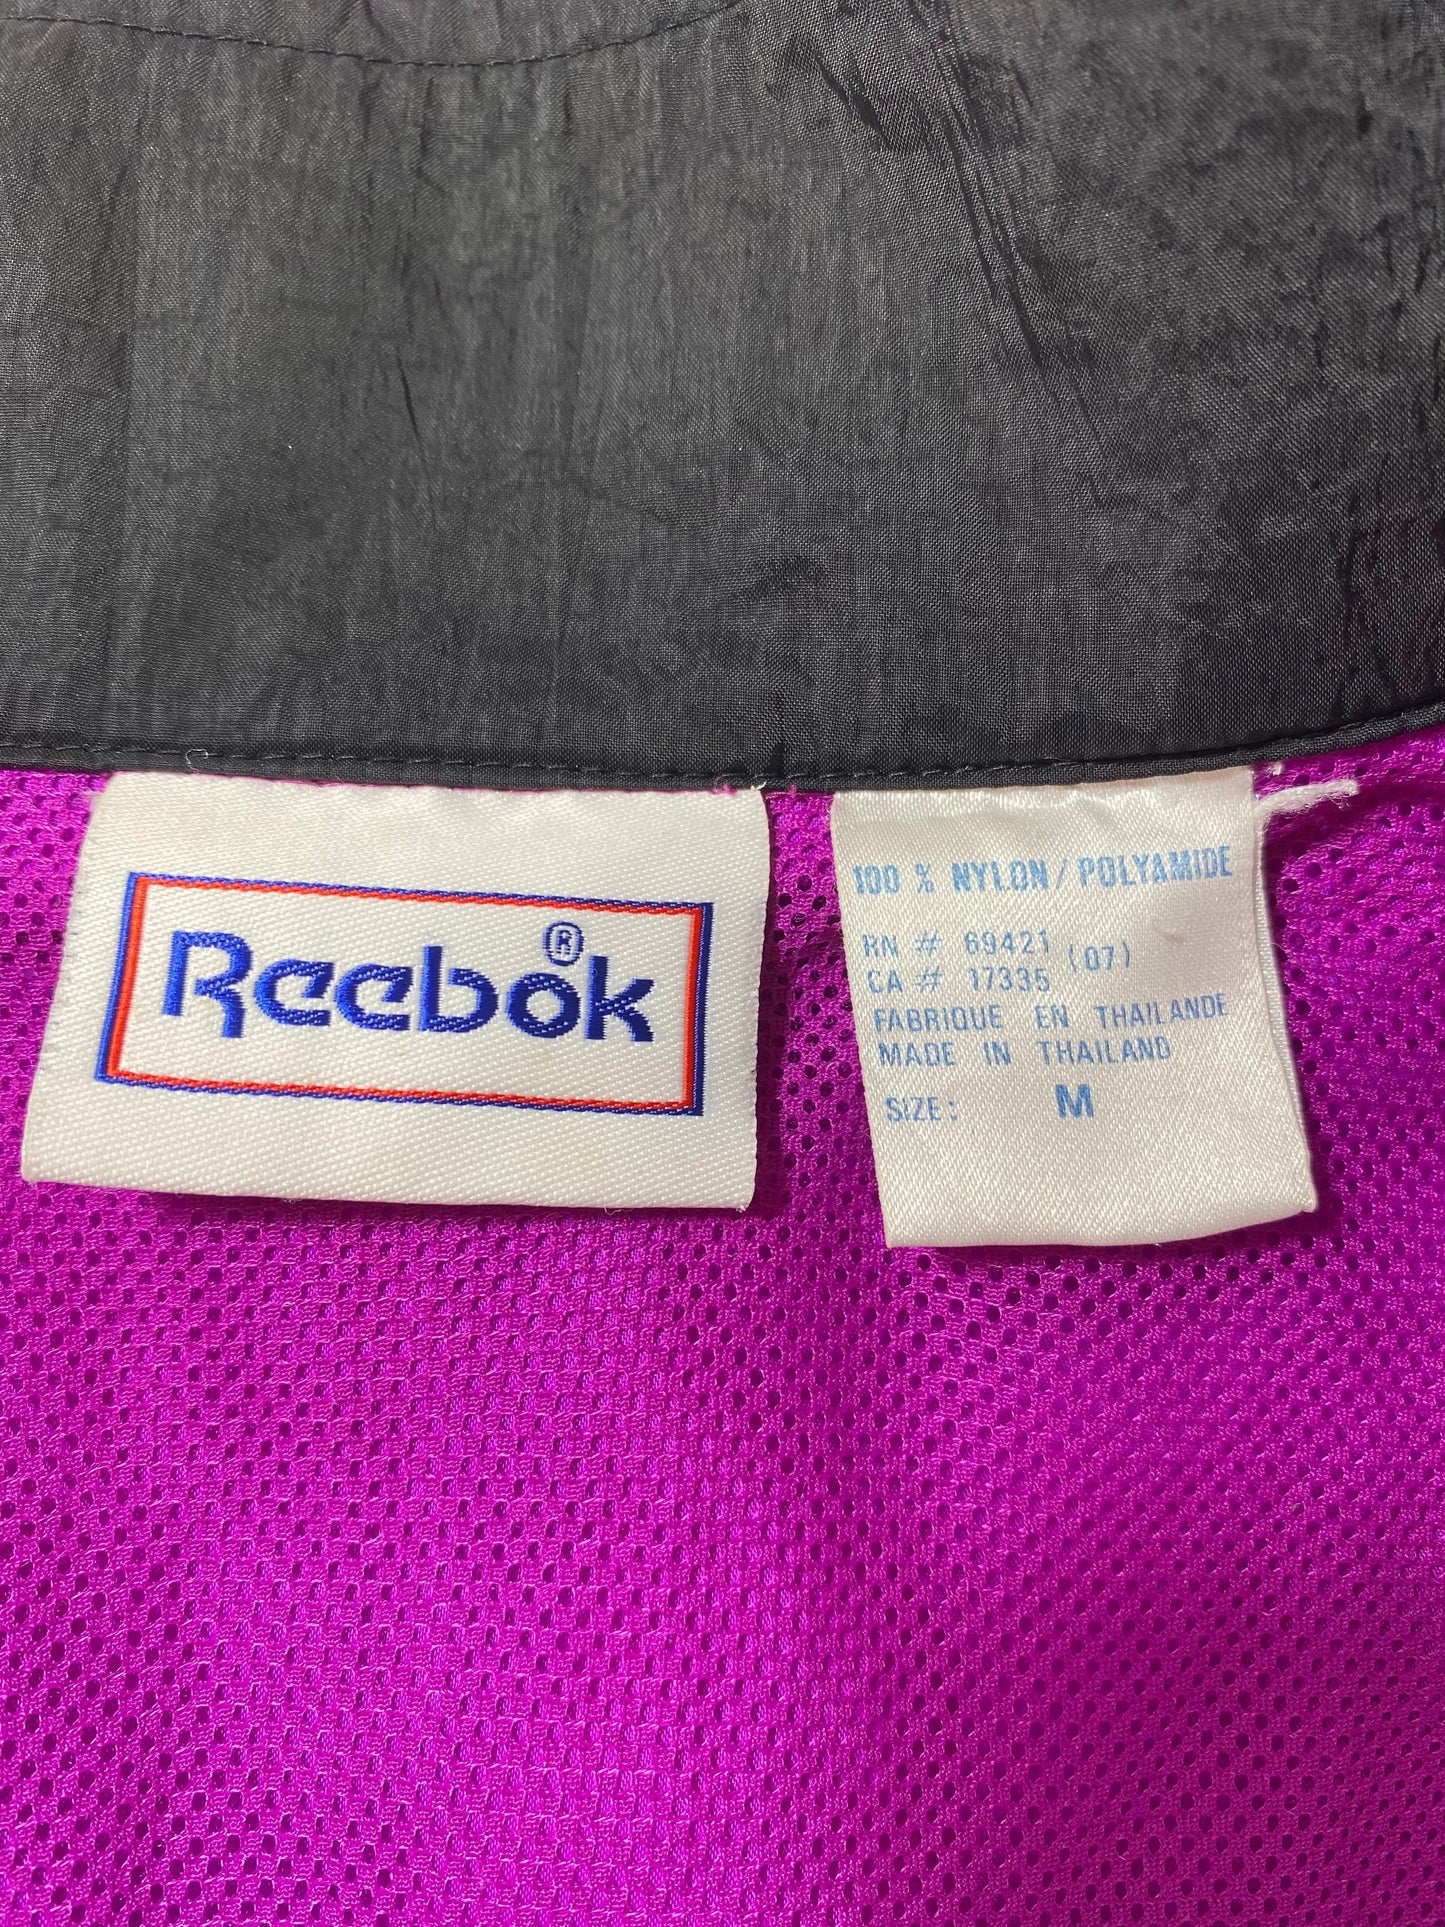 Reebok®
100 % NYLON/POLYAMIDE
RN # 69421 (07)
CA # 17335
FABRIQUE EN THAILANDE
MADE IN THAILAND
SIZE: M